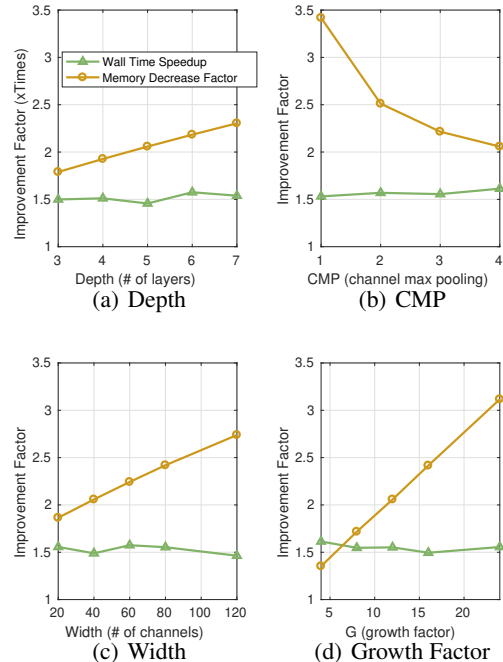 3.5
3
2.5
2
1.5
1
Improvement Factor (xTimes)
Wall Time Speedup
Memory Decrease Factor
3 4 5 6 7
Depth (# of layers)
(a) Depth
3.5
3
2.5
2
1.5
1
Improvement Factor
1 2 3 4
CMP (channel max pooling)
(b) CMP
3.5
3
2.5
2
1.5
1
Improvement Factor
20 40 60 80 100 120
Width (# of channels)
(c) Width
3.5
3
2.5
2
1.5
1
Improvement Factor
5 10 15 20
G (growth factor)
(d) Growth Factor